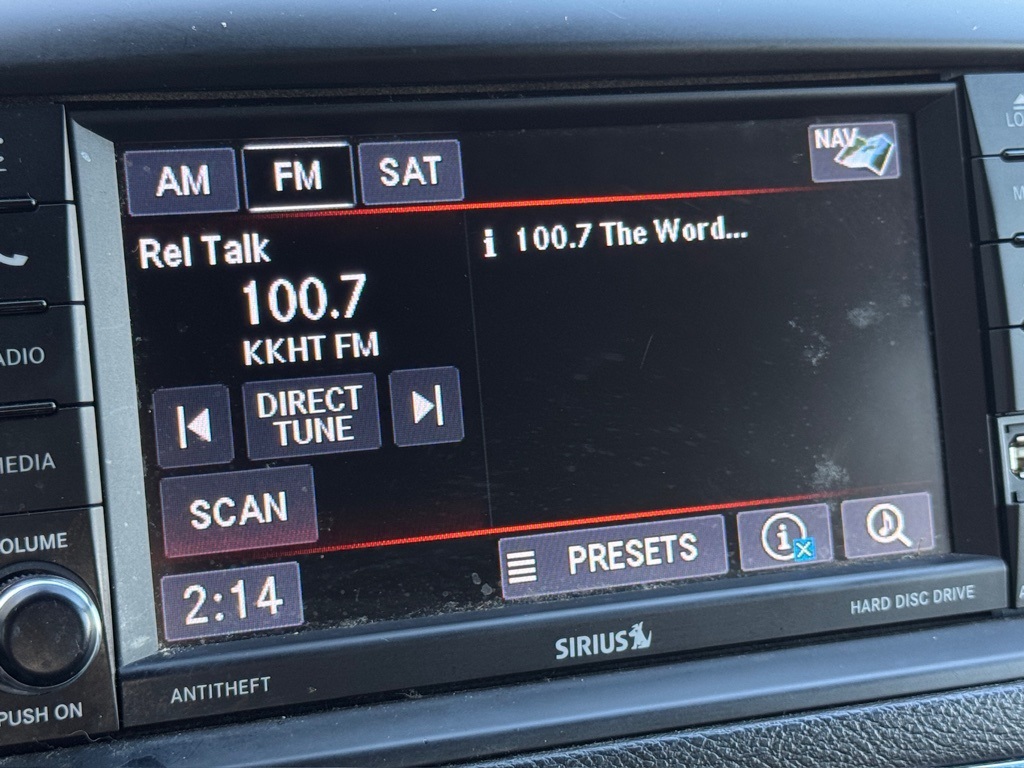 AM FM SAT
NAV
Rel Talk
i 100.7 The Word...
100.7
KKHT FM
DIRECT
TUNE
SCAN
PRESETS
i
2:14
ADIO
MEDIA
OLUME
PUSH ON
ANTITHEFT
SIRIUS
HARD DISC DRIVE
LO
M